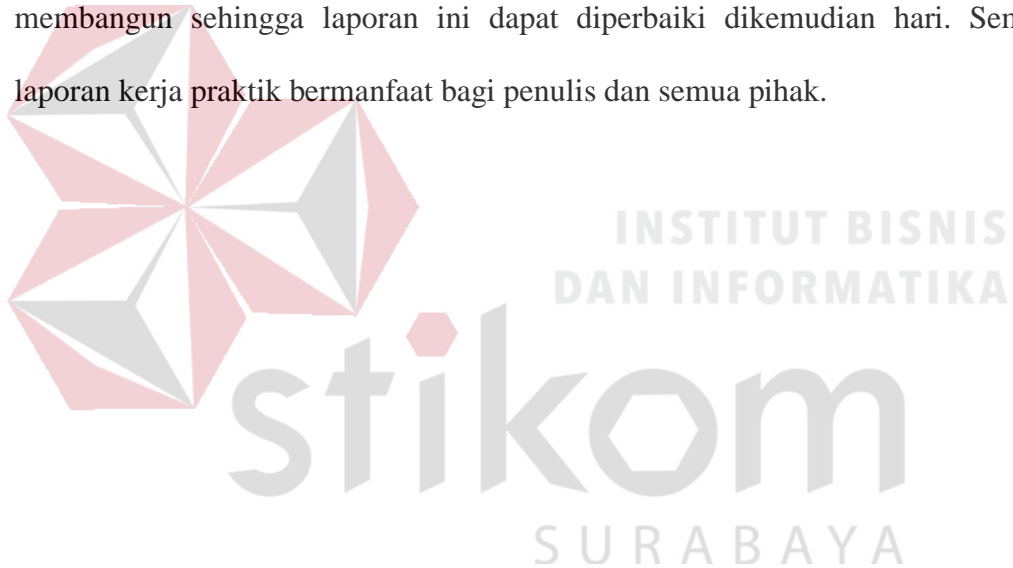 membangun sehingga laporan ini dapat diperbaiki dikemudian hari.
laporan kerja praktik bermanfaat bagi penulis dan semua pihak.
INSTITUT BISNIS
DAN INFORMATIKA
stikom
SURABAYA